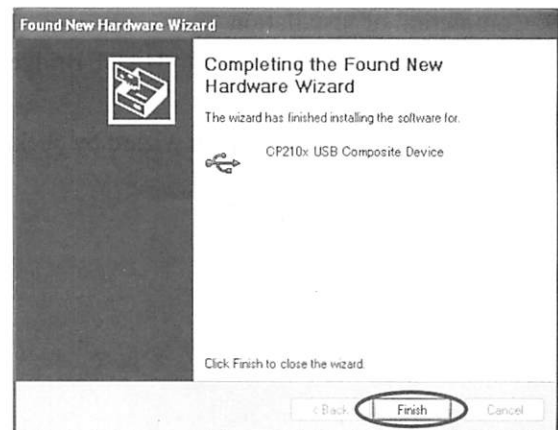 Found New Hardware Wizard
Completing the Found New
Hardware Wizard
The wizard has finished installing the software for:
CP210x USB Composite Device
Click Finish to close the wizard.
< Back
Finish
Cancel